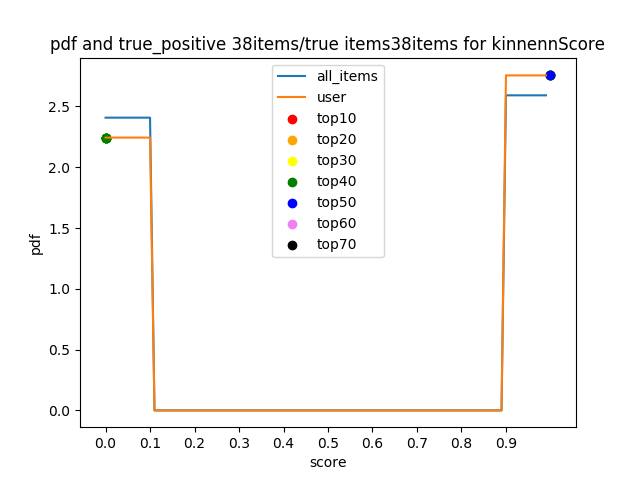 pdf and true_positive 38items/true items38items for kinnennScore
all_items
user
top10
top20
top30
top40
top50
top60
top70
2.5
2.0
1.5
1.0
0.5
0.0
pdf
0.0 0.1 0.2 0.3 0.4 0.5 0.6 0.7 0.8 0.9
score